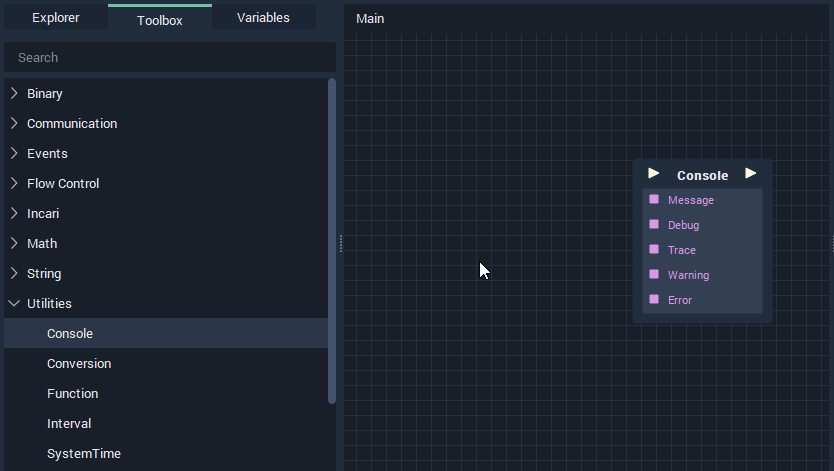 Explorer
Toolbox
Variables
Search
Binary
Communication
Events
Flow Control
Incari
Math
String
Utilities
Console
Conversion
Function
Interval
SystemTime
Main
Console
Message
Debug
Trace
Warning
Error